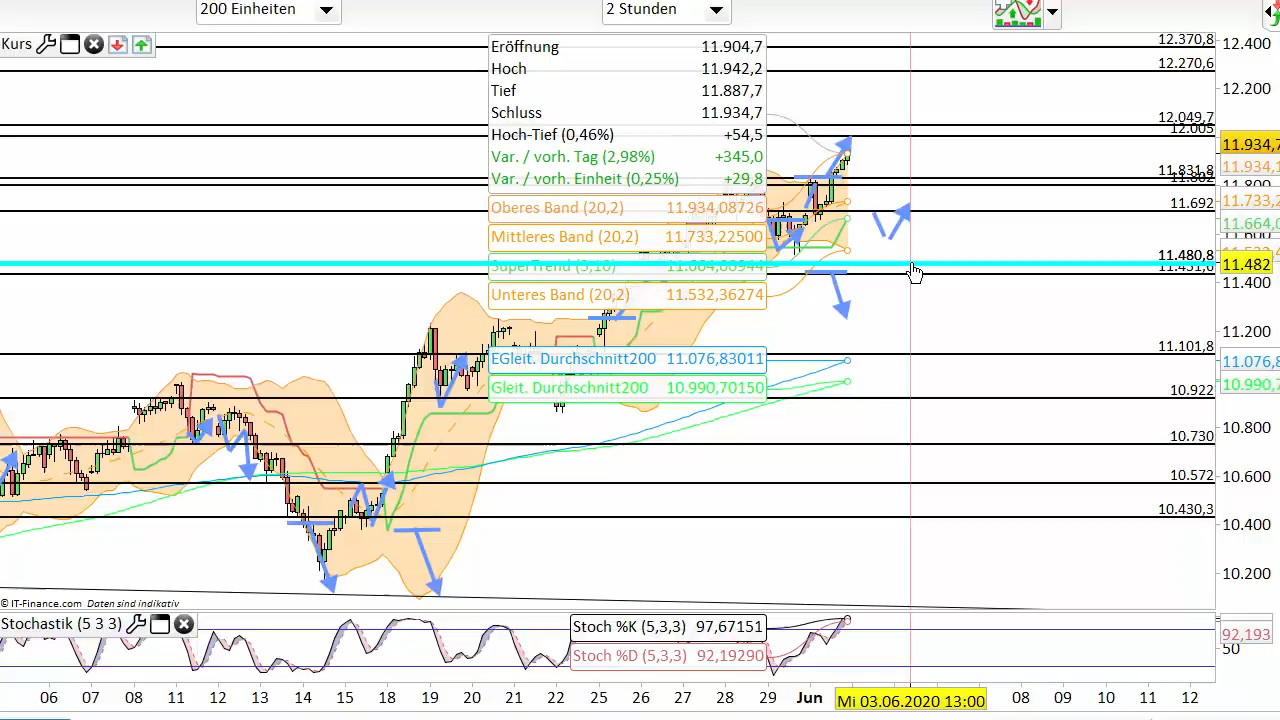 200 Einheiten
2 Stunden
Kurs
Eröffnung 11.904,7
Hoch 11.942,2
Tief 11.887,7
Schluss 11.934,7
Hoch-Tief (0,46%) +54,5
Var. / vorh. Tag (2,98%) +345,0
Var. / vorh. Einheit (0,25%) +29,8
Oberes Band (20,2) 11.934,08726
Mittleres Band (20,2) 11.733,22500
SuperTrend (3,10)
Unteres Band (20,2) 11.532,36274
EGleit. Durchschnitt200 11.076,83011
Gleit. Durchschnitt200 10.990,70150
12.370,8
12.270,6
12.049,7
12.005
11.831,8
11.692
11.480,8
11.101,8
10.922
10.730
10.572
10.430,3
12.400
12.200
11.934,7
11.934,1
11.733,2
11.664,0
11.482
11.400
11.200
11.076,8
10.990,7
10.800
10.600
10.400
10.200
© IT-Finance.com Daten sind indikativ
Stochastik (5 3 3)
Stoch %K (5,3,3) 97,67151
Stoch %D (5,3,3) 92,19290
92,193
50
06 07 08 11 12 13 14 15 18 19 20 21 22 25 26 27 28 29 Jun Mi 03.06.2020 13:00 08 09 10 11 12